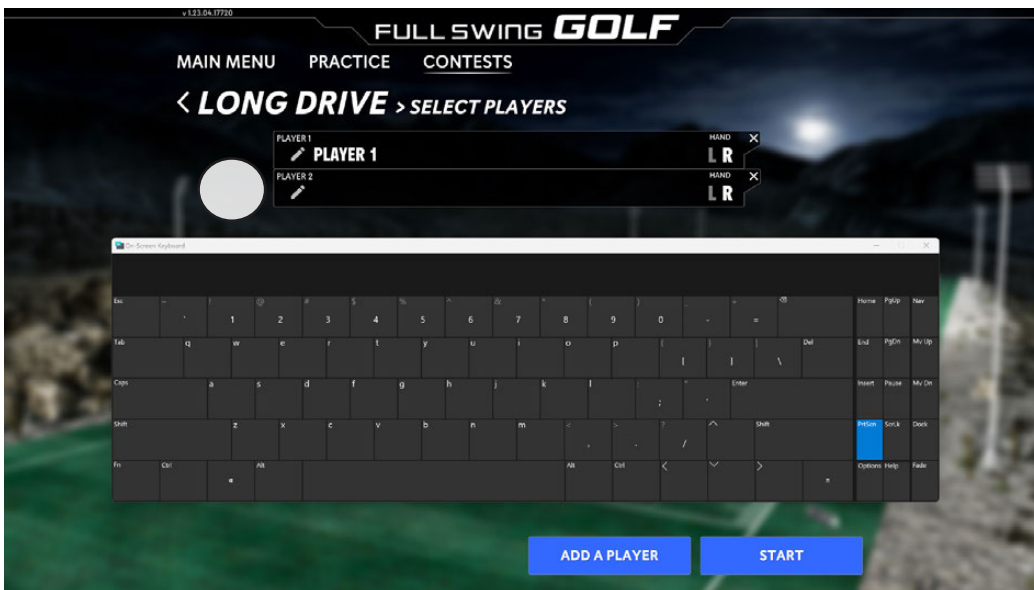 v 1.23.04.17720
FULL SWING GOLF
MAIN MENU PRACTICE CONTESTS
< LONG DRIVE > SELECT PLAYERS
PLAYER 1 HAND X
PLAYER 1 L R
PLAYER 2 HAND X
L R
On-Screen Keyboard
Esc ~ ! @ # $ % ^ & * ( ) _ + Home PgUp Nav
` 1 2 3 4 5 6 7 8 9 0 - =
Tab q w e r t y u i o p { } | Del End PgDn Mv Up
[ ] \
Caps a s d f g h j k l : " Enter Insert Pause Mv Dn
; '
Shift z x c v b n m < > ? ^ Shift PrtScn ScrLk Dock
, . /
Fn Ctrl Alt Alt Ctrl < > Options Help Fade
ADD A PLAYER START